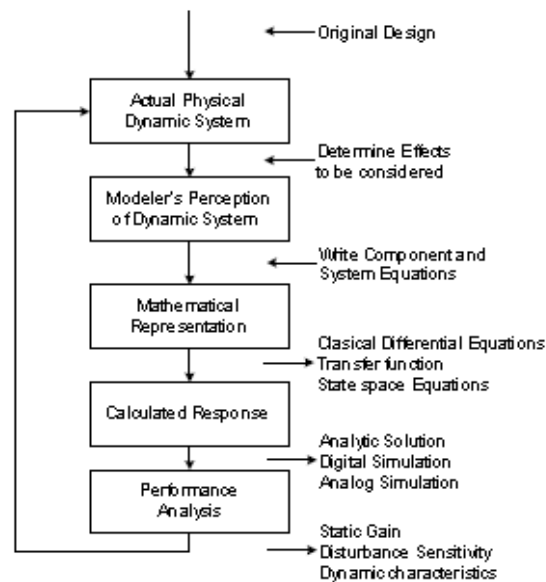 Original Design
Actual Physical
Dynamic System
Determine Effects
to be considered
Modeler's Perception
of Dynamic System
Write Component and
System Equations
Mathematical
Representation
Clasical Differential Equations
Transfer function
State space Equations
Calculated Response
Analytic Solution
Digital Simulation
Analog Simulation
Performance
Analysis
Static Gain
Disturbance Sensitivity
Dynamic characteristics